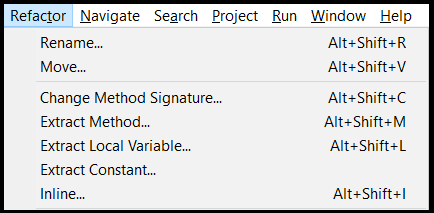 Refactor Navigate Search Project Run Window Help
Rename... Alt+Shift+R
Move... Alt+Shift+V
Change Method Signature... Alt+Shift+C
Extract Method... Alt+Shift+M
Extract Local Variable... Alt+Shift+L
Extract Constant...
Inline... Alt+Shift+I